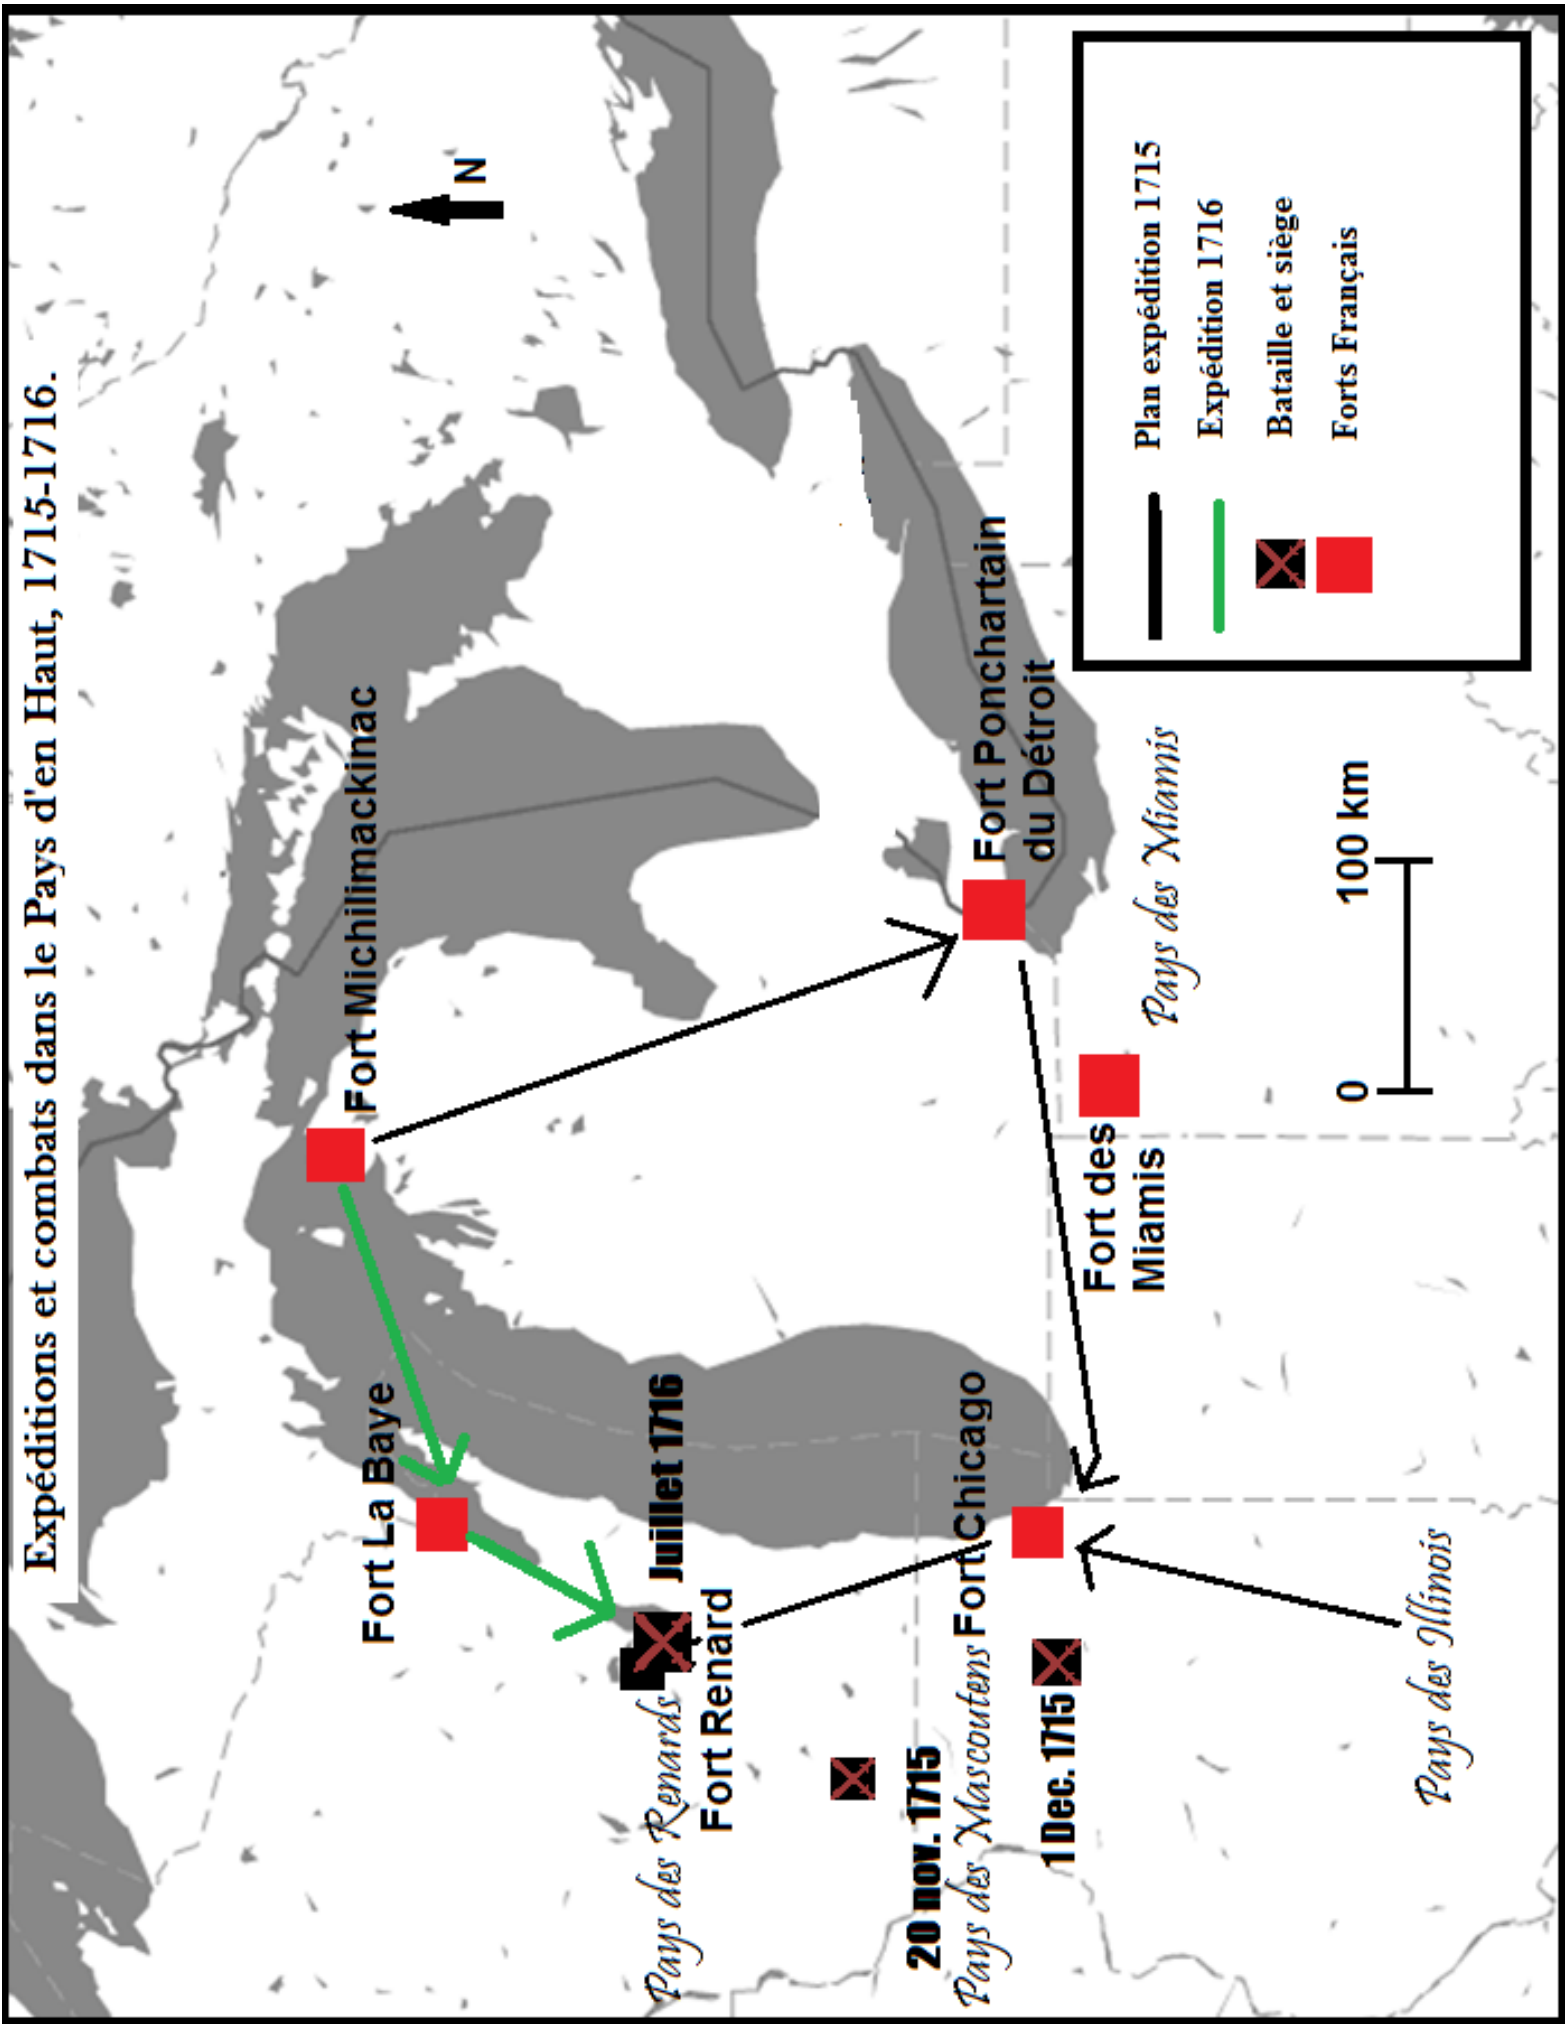 Expéditions et combats dans le Pays d'en Haut, 1715-1716.
N
Fort Michilimackinac
Fort La Baye
Juillet 1716
Pays des Renards
Fort Renard
20 nov. 1715
Pays des Mascoutens
Fort Chicago
1 Dec. 1715
Fort Ponchartain
du Détroit
Fort des
Miamis
Pays des Miamis
Pays des Illinois
0
100 km
Plan expédition 1715
Expédition 1716
Bataille et siège
Forts Français